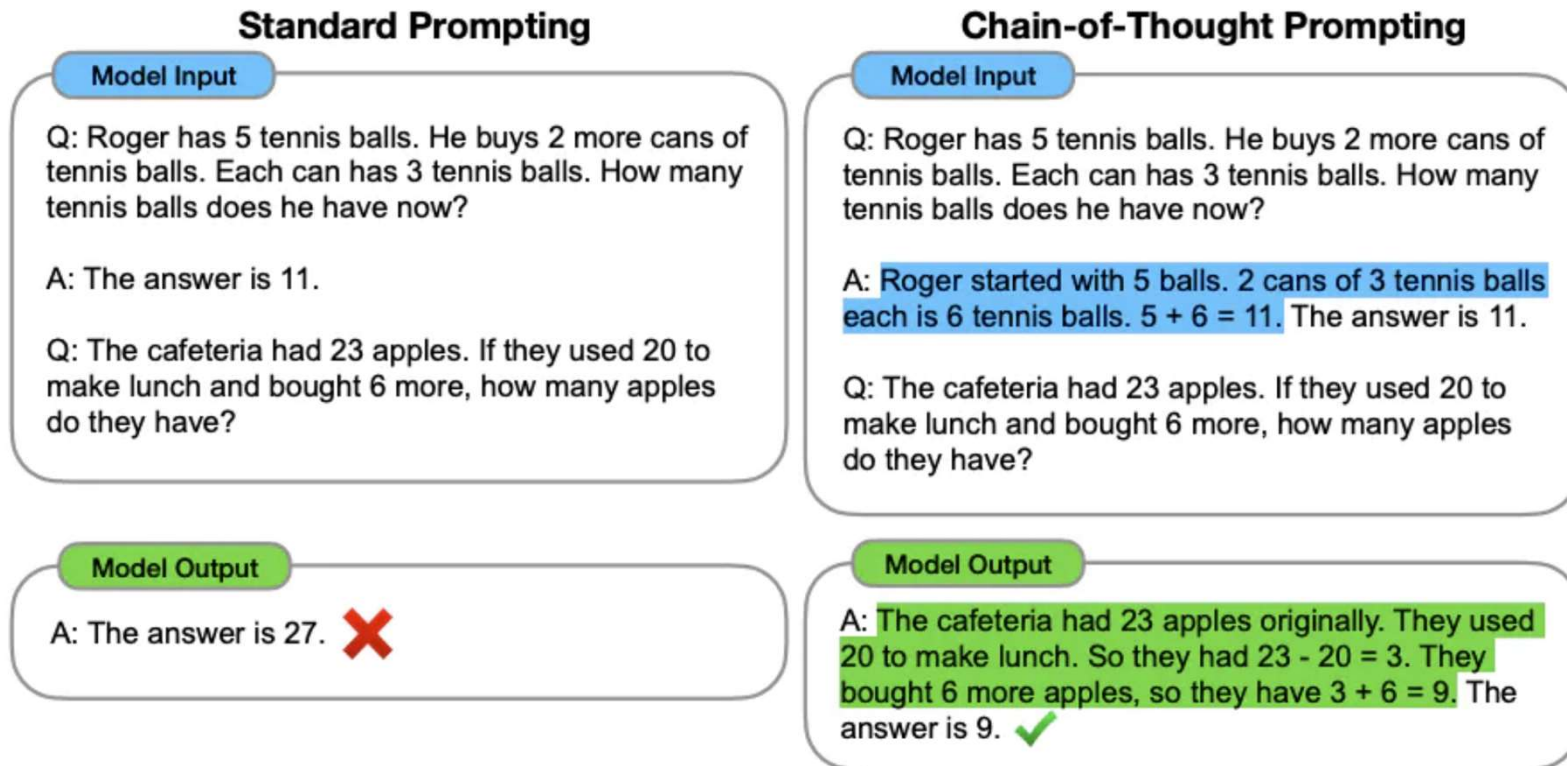 Standard Prompting
Model Input
Q: Roger has 5 tennis balls. He buys 2 more cans of
tennis balls. Each can has 3 tennis balls. How many
tennis balls does he have now?
A: The answer is 11.
Q: The cafeteria had 23 apples. If they used 20 to
make lunch and bought 6 more, how many apples
do they have?
Model Output
A: The answer is 27.
Chain-of-Thought Prompting
Model Input
Q: Roger has 5 tennis balls. He buys 2 more cans of
tennis balls. Each can has 3 tennis balls. How many
tennis balls does he have now?
A: Roger started with 5 balls. 2 cans of 3 tennis balls
each is 6 tennis balls. 5 + 6 = 11. The answer is 11.
Q: The cafeteria had 23 apples. If they used 20 to
make lunch and bought 6 more, how many apples
do they have?
Model Output
A: The cafeteria had 23 apples originally. They used
20 to make lunch. So they had 23 - 20 = 3. They
bought 6 more apples, so they have 3 + 6 = 9. The
answer is 9.